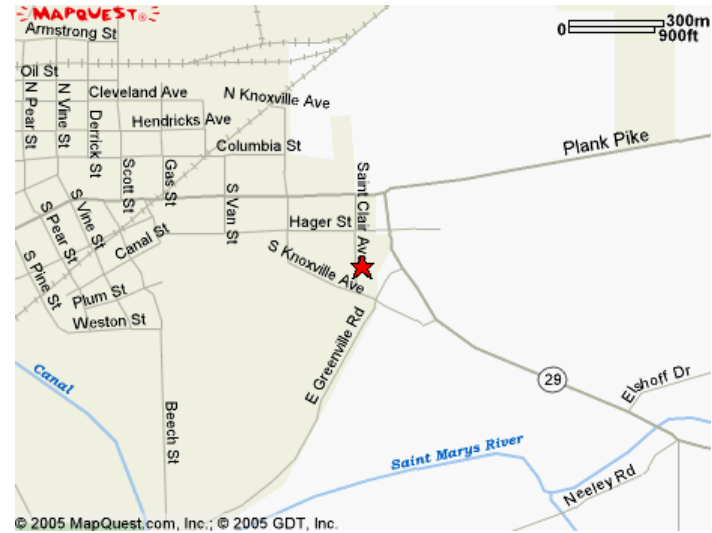 MAPQUEST®
300m
0
900ft
Armstrong St
Oil St
Cleveland Ave
N Knoxville Ave
N Pear St
N Vine St
Derrick St
Hendricks Ave
Columbia St
Plank Pike
Scott St
Gas St
S Van St
Saint Clair Ave
S Pear St
S Vine St
Canal St
Hager St
S Pine St
S Knoxville Ave
Plum St
Weston St
E Greenville Rd
Canal
Beech St
29
Elshoff Dr
Saint Marys River
Neeley Rd
© 2005 MapQuest.com, Inc.; © 2005 GDT, Inc.